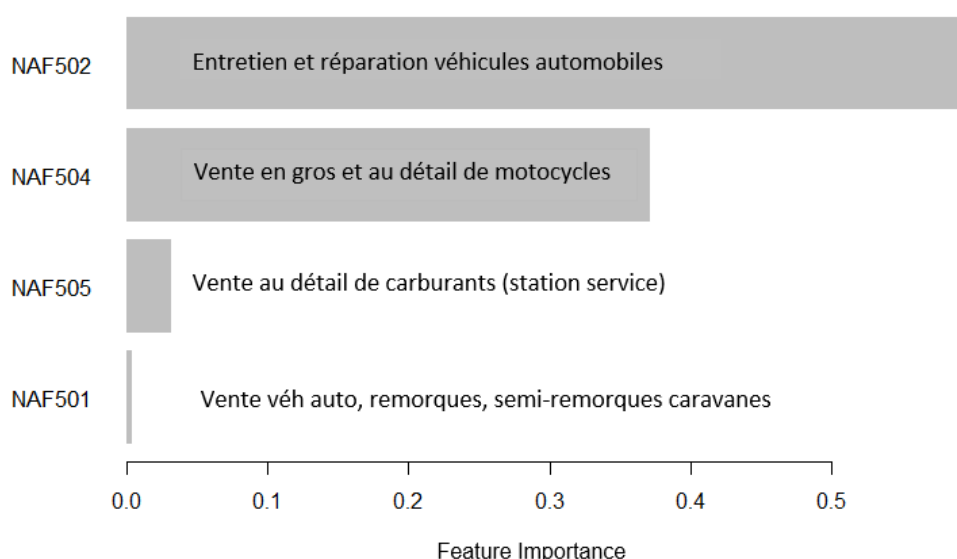 NAF502 Entretien et réparation véhicules automobiles
NAF504 Vente en gros et au détail de motocycles
NAF505 Vente au détail de carburants (station service)
NAF501 Vente véh auto, remorques, semi-remorques caravanes
0.0 0.1 0.2 0.3 0.4 0.5
Feature Importance